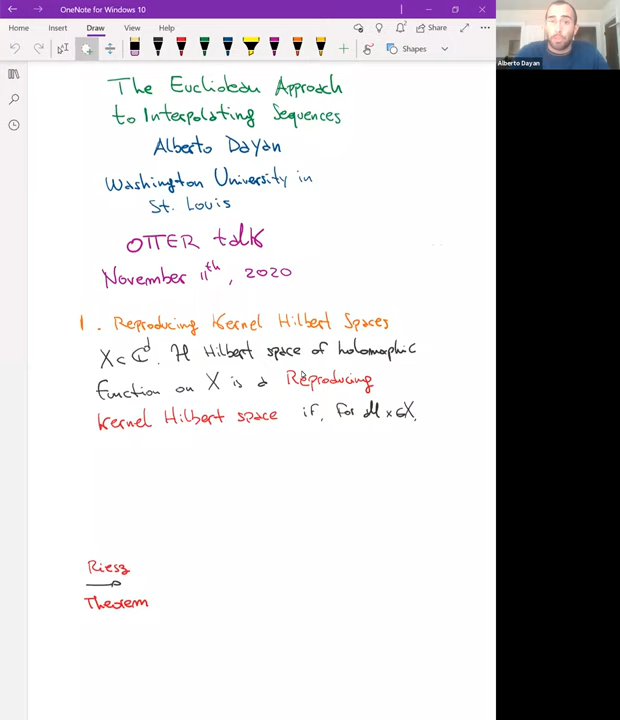 OneNote for Windows 10
Home Insert Draw View Help Share
Shapes
Alberto Dayan
The Euclidean Approach
to Interpolating Sequences
Alberto Dayan
Washington University in
St. Louis
OTTER talk
November 11th, 2020
1. Reproducing Kernel Hilbert Spaces
X ⊂ ℂ^d. H Hilbert space of holomorphic
function on X is a Reproducing
Kernel Hilbert space if, for all x ∈ X,
Riesz
Theorem